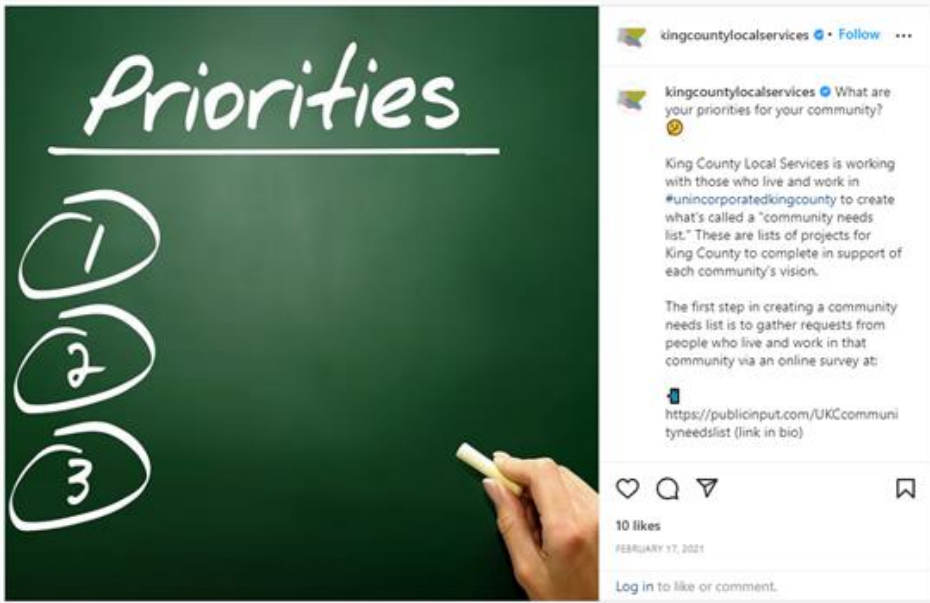 Priorities
1
2
3
kingcountylocalservices • Follow ...
kingcountylocalservices What are
your priorities for your community?
King County Local Services is working
with those who live and work in
#unincorporatedkingcounty to create
what's called a "community needs
list." These are lists of projects for
King County to complete in support of
each community's vision.
The first step in creating a community
needs list is to gather requests from
people who live and work in that
community via an online survey at:
https://publicinput.com/UKCcommuni
tyneedslist (link in bio)
10 likes
FEBRUARY 17, 2021
Log in to like or comment.